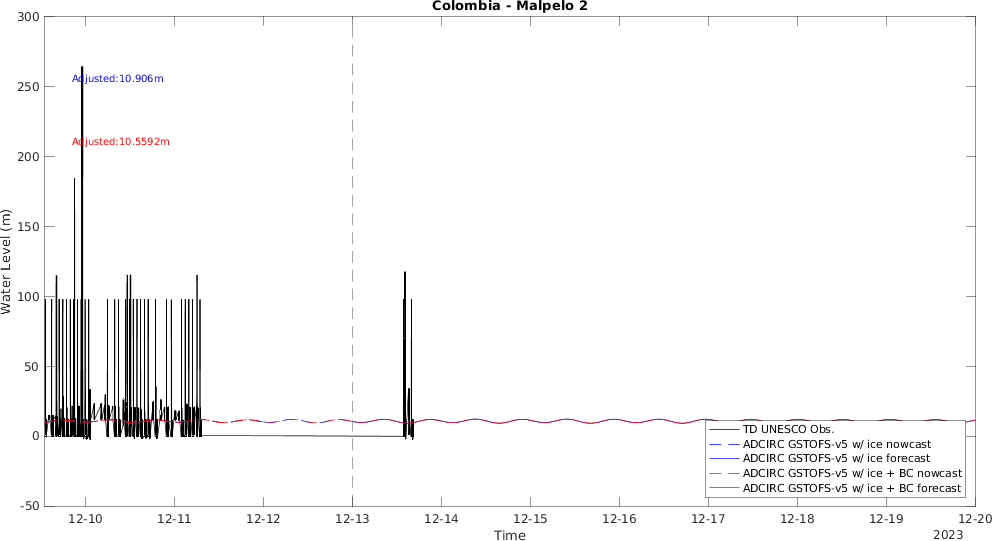 Colombia - Malpelo 2
300
250
200
150
100
50
0
-50
Water Level (m)
Adjusted:10.906m
Adjusted:10.5592m
TD UNESCO Obs.
ADCIRC GSTOFS-v5 w/ ice nowcast
ADCIRC GSTOFS-v5 w/ ice forecast
ADCIRC GSTOFS-v5 w/ ice + BC nowcast
ADCIRC GSTOFS-v5 w/ ice + BC forecast
12-10 12-11 12-12 12-13 12-14 12-15 12-16 12-17 12-18 12-19 12-20
Time
2023